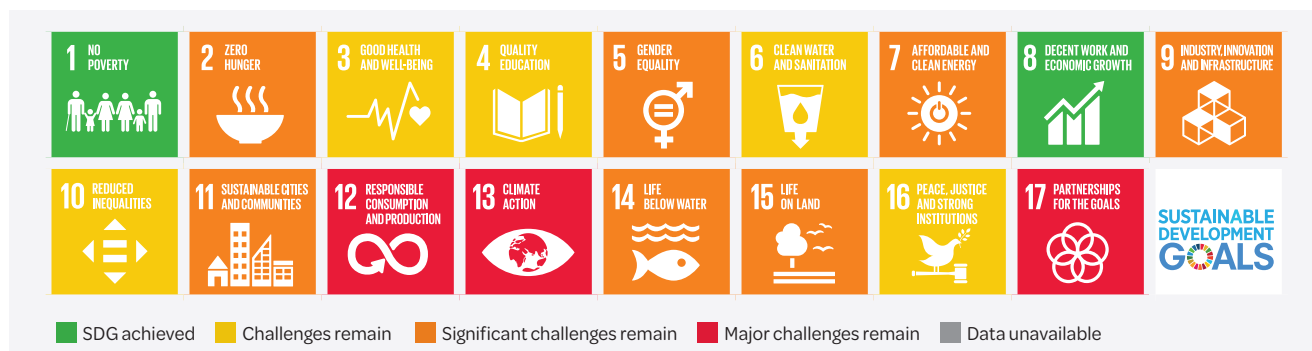 1 NO
POVERTY
2 ZERO
HUNGER
3 GOOD HEALTH
AND WELL-BEING
4 QUALITY
EDUCATION
5 GENDER
EQUALITY
6 CLEAN WATER
AND SANITATION
7 AFFORDABLE AND
CLEAN ENERGY
8 DECENT WORK AND
ECONOMIC GROWTH
9 INDUSTRY, INNOVATION
AND INFRASTRUCTURE
10 REDUCED
INEQUALITIES
11 SUSTAINABLE CITIES
AND COMMUNITIES
12 RESPONSIBLE
CONSUMPTION
AND PRODUCTION
13 CLIMATE
ACTION
14 LIFE
BELOW WATER
15 LIFE
ON LAND
16 PEACE, JUSTICE
AND STRONG
INSTITUTIONS
17 PARTNERSHIPS
FOR THE GOALS
SUSTAINABLE
DEVELOPMENT
GOALS
SDG achieved
Challenges remain
Significant challenges remain
Major challenges remain
Data unavailable